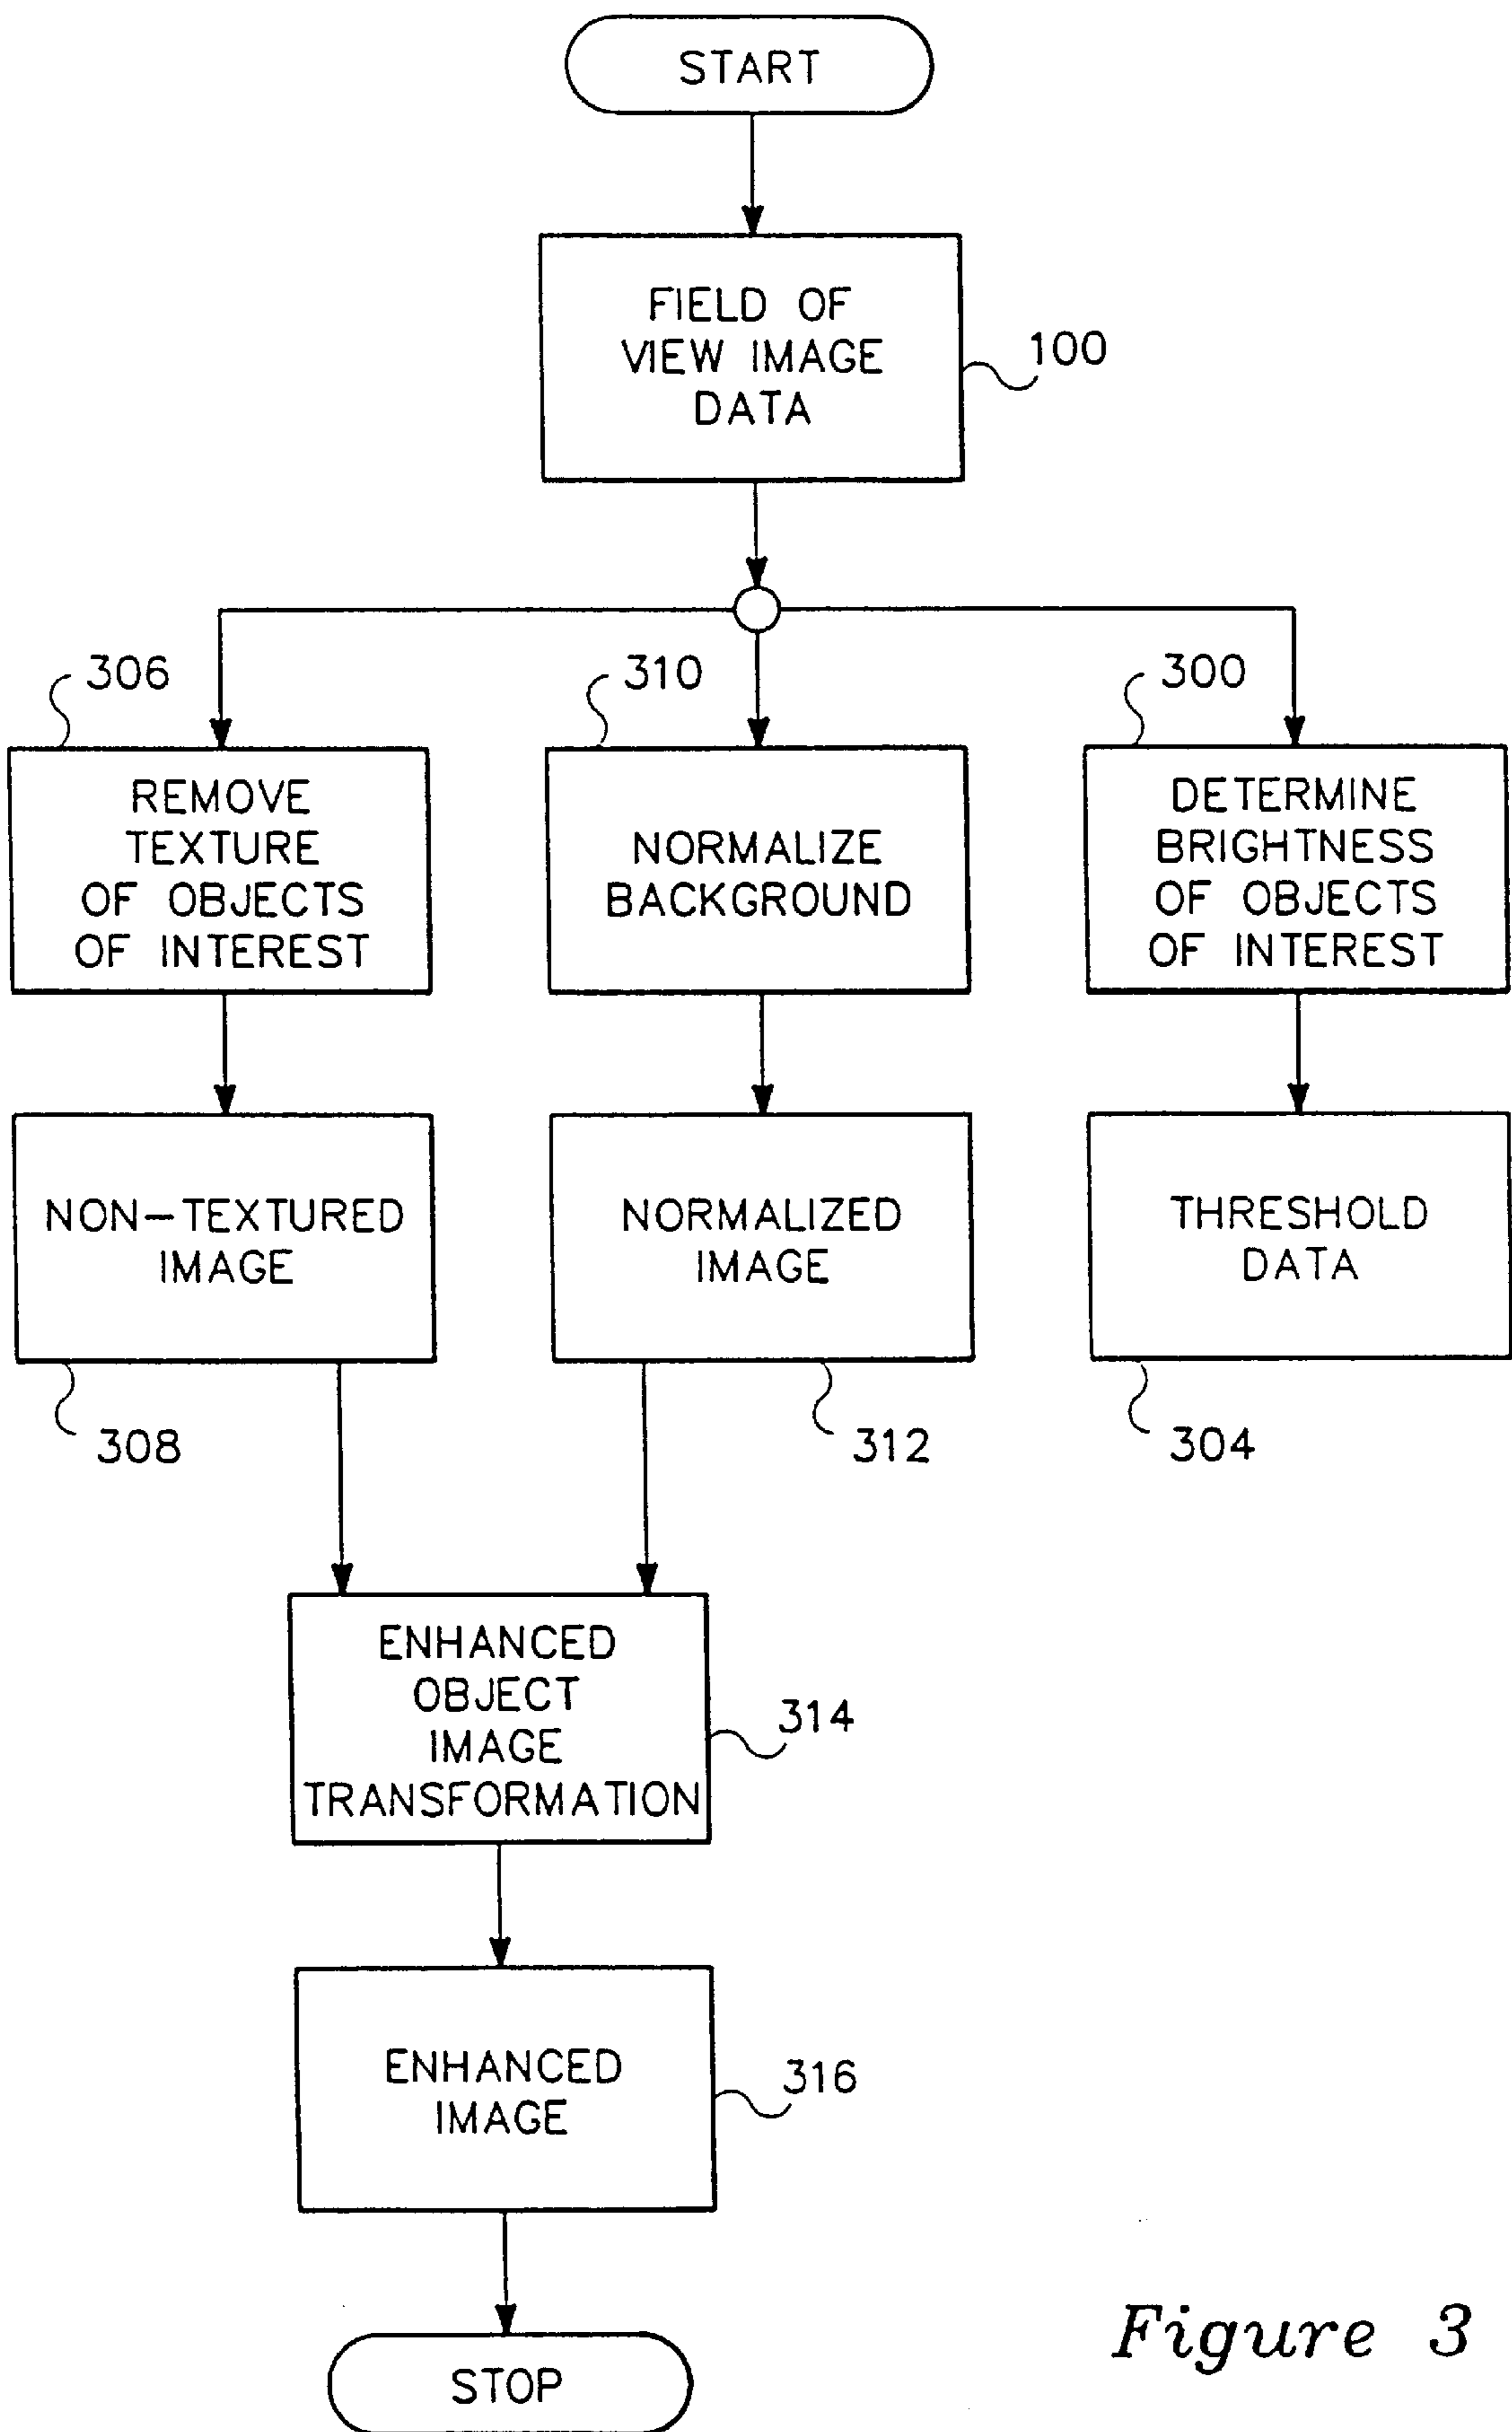 START
FIELD OF
VIEW IMAGE
DATA
100
306
REMOVE
TEXTURE
OF OBJECTS
OF INTEREST
310
NORMALIZE
BACKGROUND
300
DETERMINE
BRIGHTNESS
OF OBJECTS
OF INTEREST
NON-TEXTURED
IMAGE
308
NORMALIZED
IMAGE
312
THRESHOLD
DATA
304
ENHANCED
OBJECT
IMAGE
TRANSFORMATION
314
ENHANCED
IMAGE
316
STOP
Figure 3